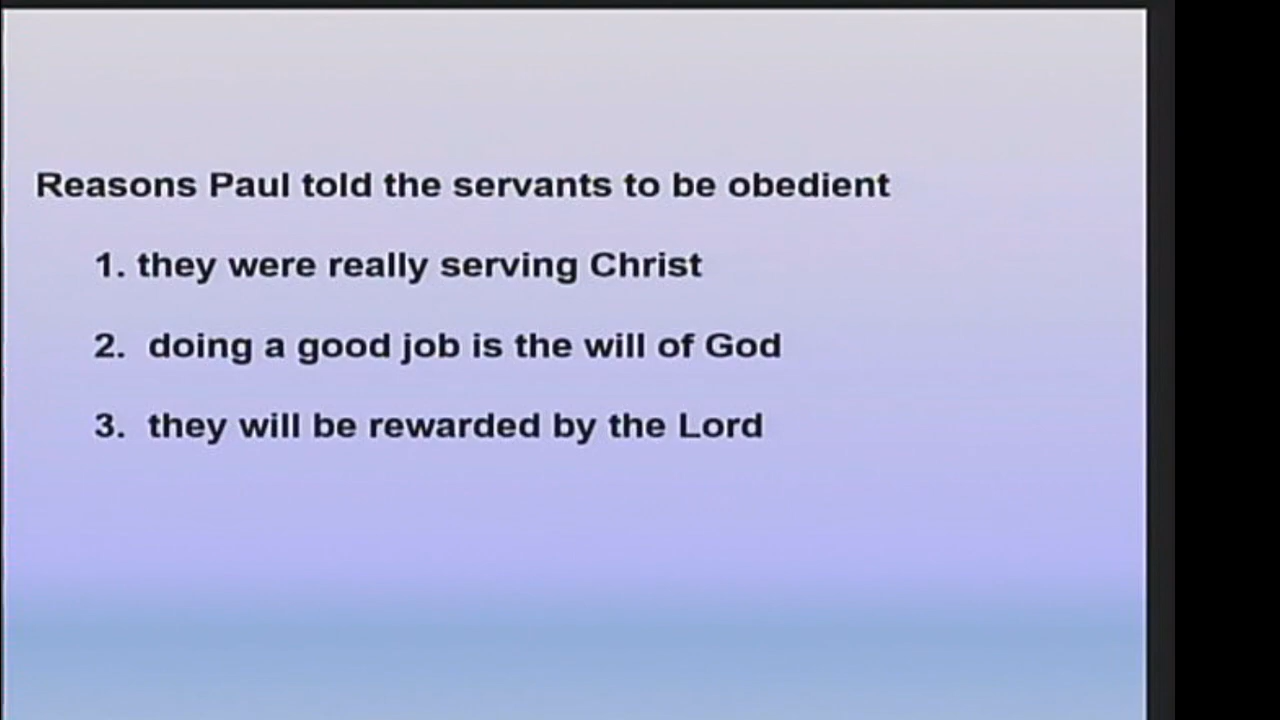 Reasons Paul told the servants to be obedient
1. they were really serving Christ
2. doing a good job is the will of God
3. they will be rewarded by the Lord